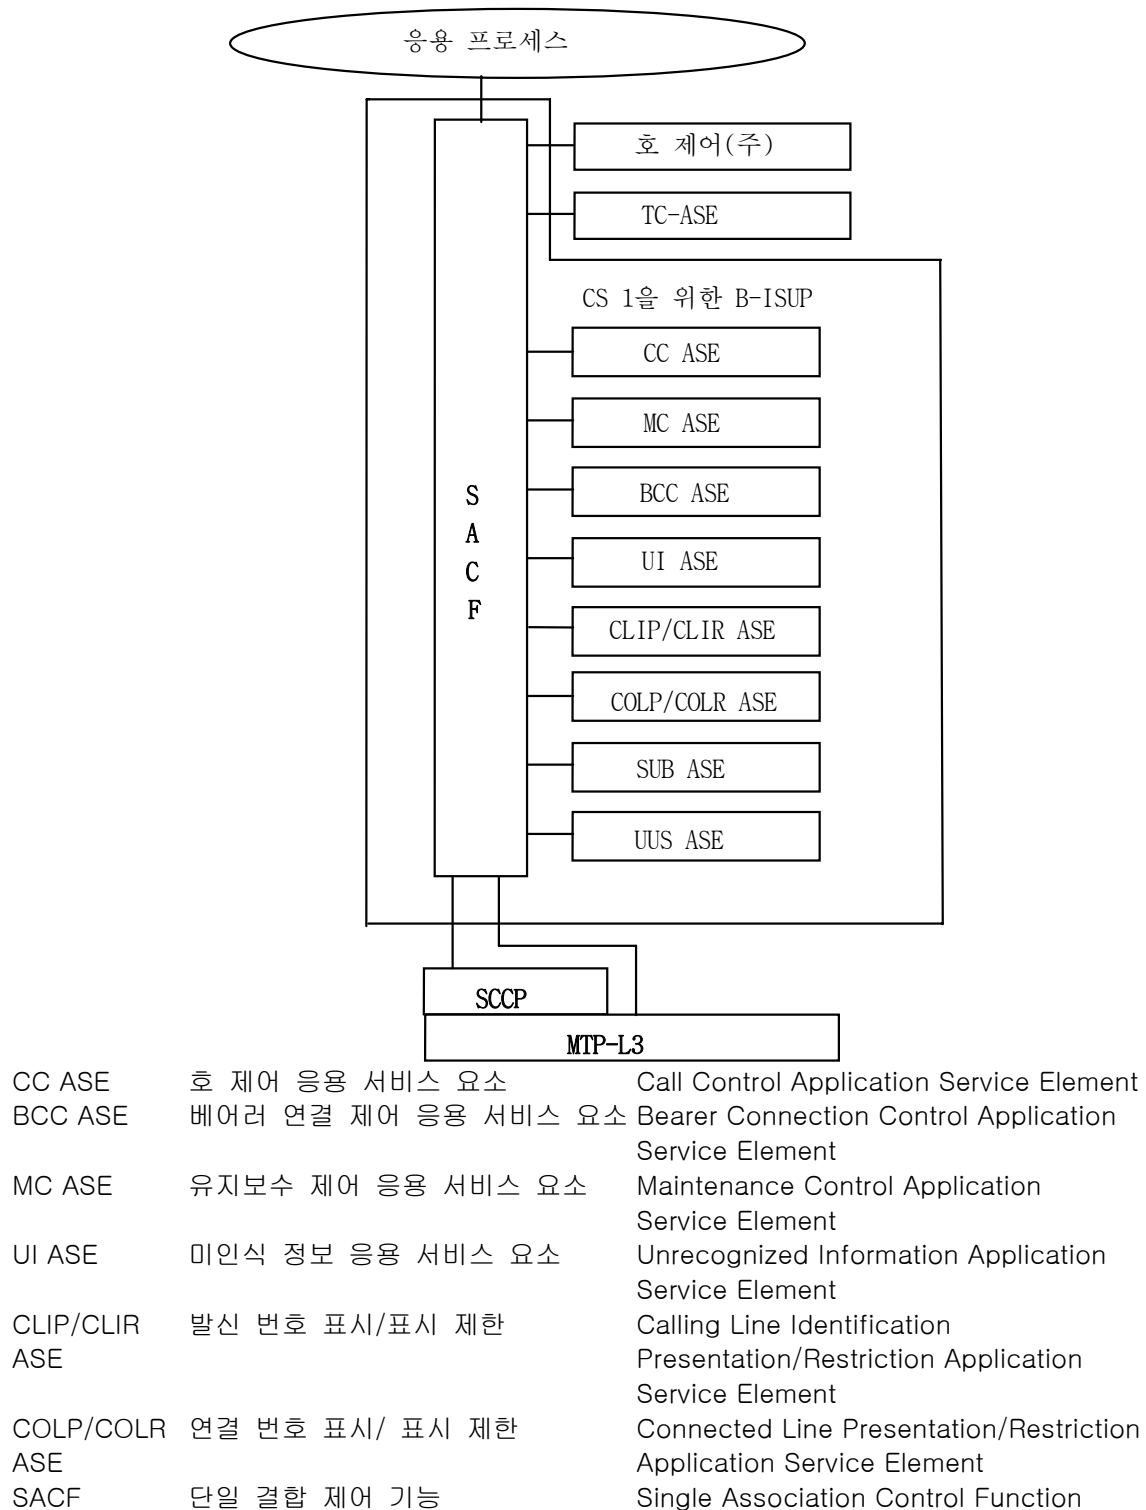 응용 프로세스
호 제어(주)
TC-ASE
CS 1을 위한 B-ISUP
CC ASE
MC ASE
BCC ASE
UI ASE
CLIP/CLIR ASE
COLP/COLR ASE
SUB ASE
UUS ASE
S
A
C
F
SCCP
MTP-L3
CC ASE 호 제어 응용 서비스 요소 Call Control Application Service Element
BCC ASE 베어러 연결 제어 응용 서비스 요소 Bearer Connection Control Application
Service Element
MC ASE 유지보수 제어 응용 서비스 요소 Maintenance Control Application
Service Element
UI ASE 미인식 정보 응용 서비스 요소 Unrecognized Information Application
Service Element
CLIP/CLIR 발신 번호 표시/표시 제한 Calling Line Identification
ASE Presentation/Restriction Application
Service Element
COLP/COLR 연결 번호 표시/ 표시 제한 Connected Line Presentation/Restriction
ASE Application Service Element
SACF 단일 결합 제어 기능 Single Association Control Function